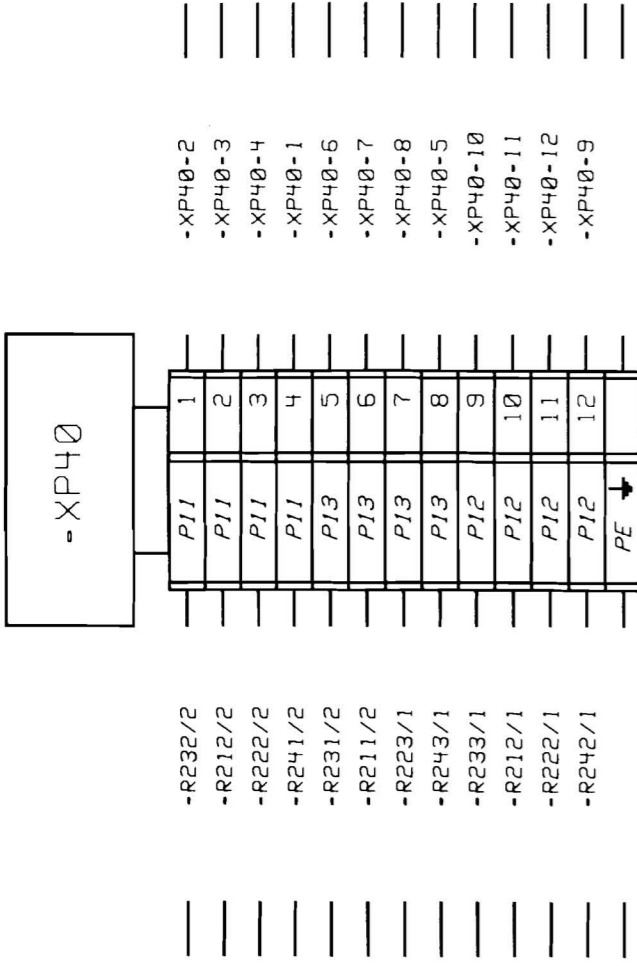 -XP40
-R232/2 P11 1 -XP40-2
-R212/2 P11 2 -XP40-3
-R222/2 P11 3 -XP40-4
-R241/2 P11 4 -XP40-1
-R231/2 P13 5 -XP40-6
-R211/2 P13 6 -XP40-7
-R223/1 P13 7 -XP40-8
-R243/1 P13 8 -XP40-5
-R233/1 P12 9 -XP40-10
-R212/1 P12 10 -XP40-11
-R222/1 P12 11 -XP40-12
-R242/1 P12 12 -XP40-9
PE